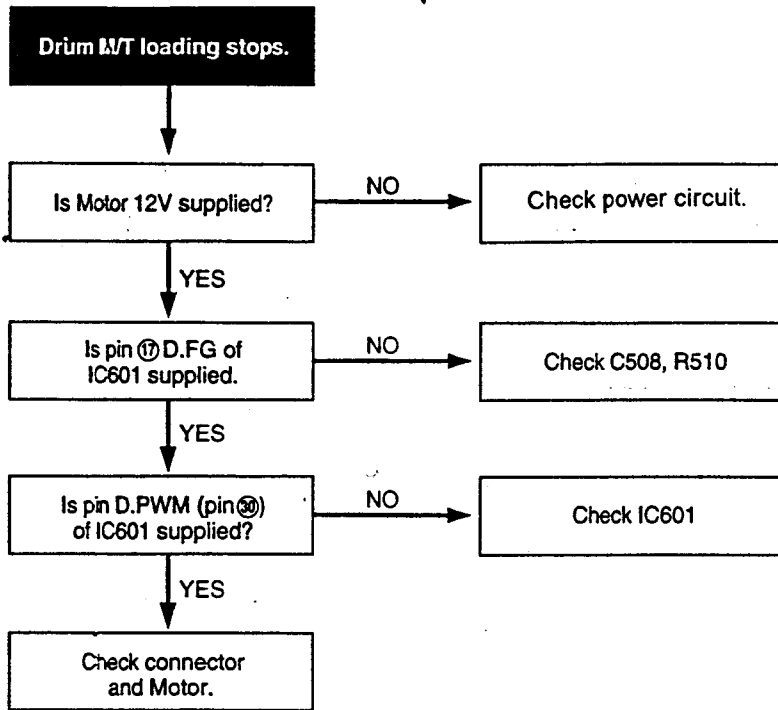 Drum M/T loading stops.
Is Motor 12V supplied?
NO
Check power circuit.
YES
Is pin ⑰ D.FG of
IC601 supplied.
NO
Check C508, R510
YES
Is pin D.PWM (pin㉚)
of IC601 supplied?
NO
Check IC601
YES
Check connector
and Motor.